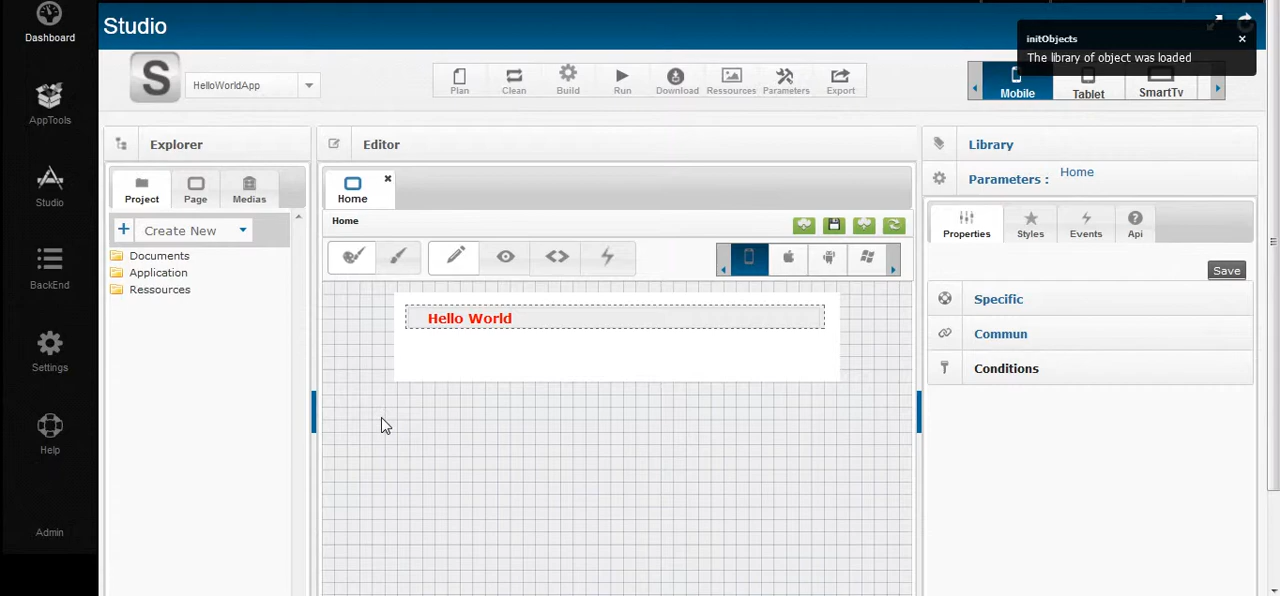 Dashboard
AppTools
Studio
BackEnd
Settings
Help
Admin
Studio
initObjects
The library of object was loaded
S
HelloWorldApp
Plan
Clean
Build
Run
Download
Ressources
Parameters
Export
Mobile
Tablet
SmartTv
Explorer
Project
Page
Medias
Create New
Documents
Application
Ressources
Editor
Home
Home
Hello World
Library
Parameters :
Home
Properties
Styles
Events
Api
Save
Specific
Commun
Conditions